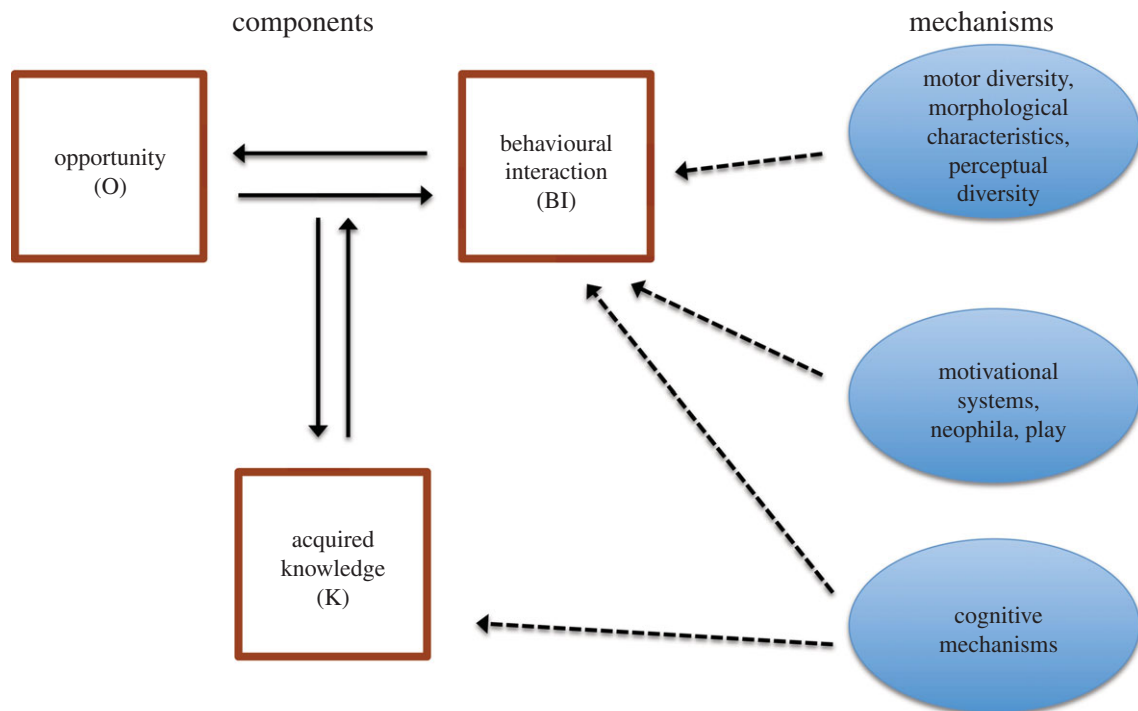 components
mechanisms
opportunity
(O)
behavioural
interaction
(BI)
motor diversity,
morphological
characteristics,
perceptual
diversity
motivational
systems,
neophila, play
acquired
knowledge
(K)
cognitive
mechanisms